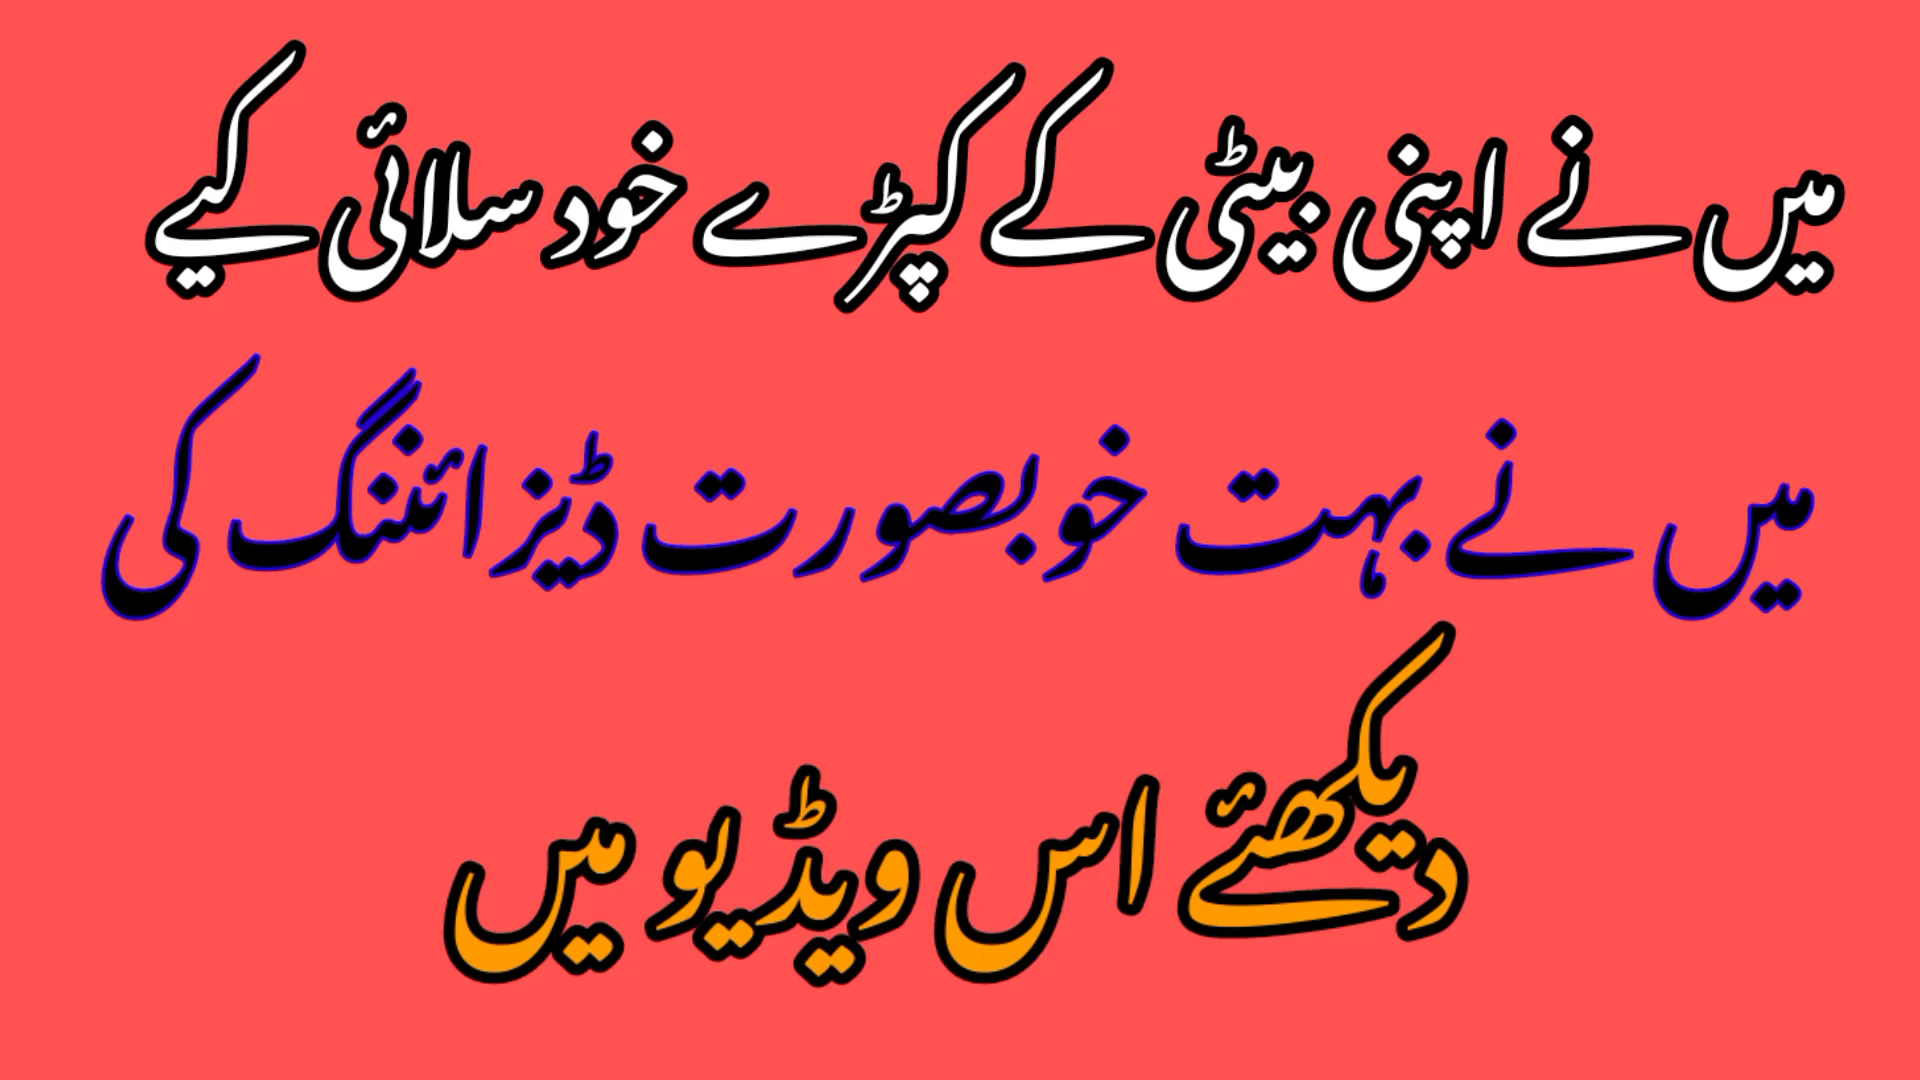 میں نے اپنی بیٹی کے کپڑے خود سلائی کیے
میں نے بہت خوبصورت ڈیزائننگ کی
دیکھئے اس ویڈیو میں